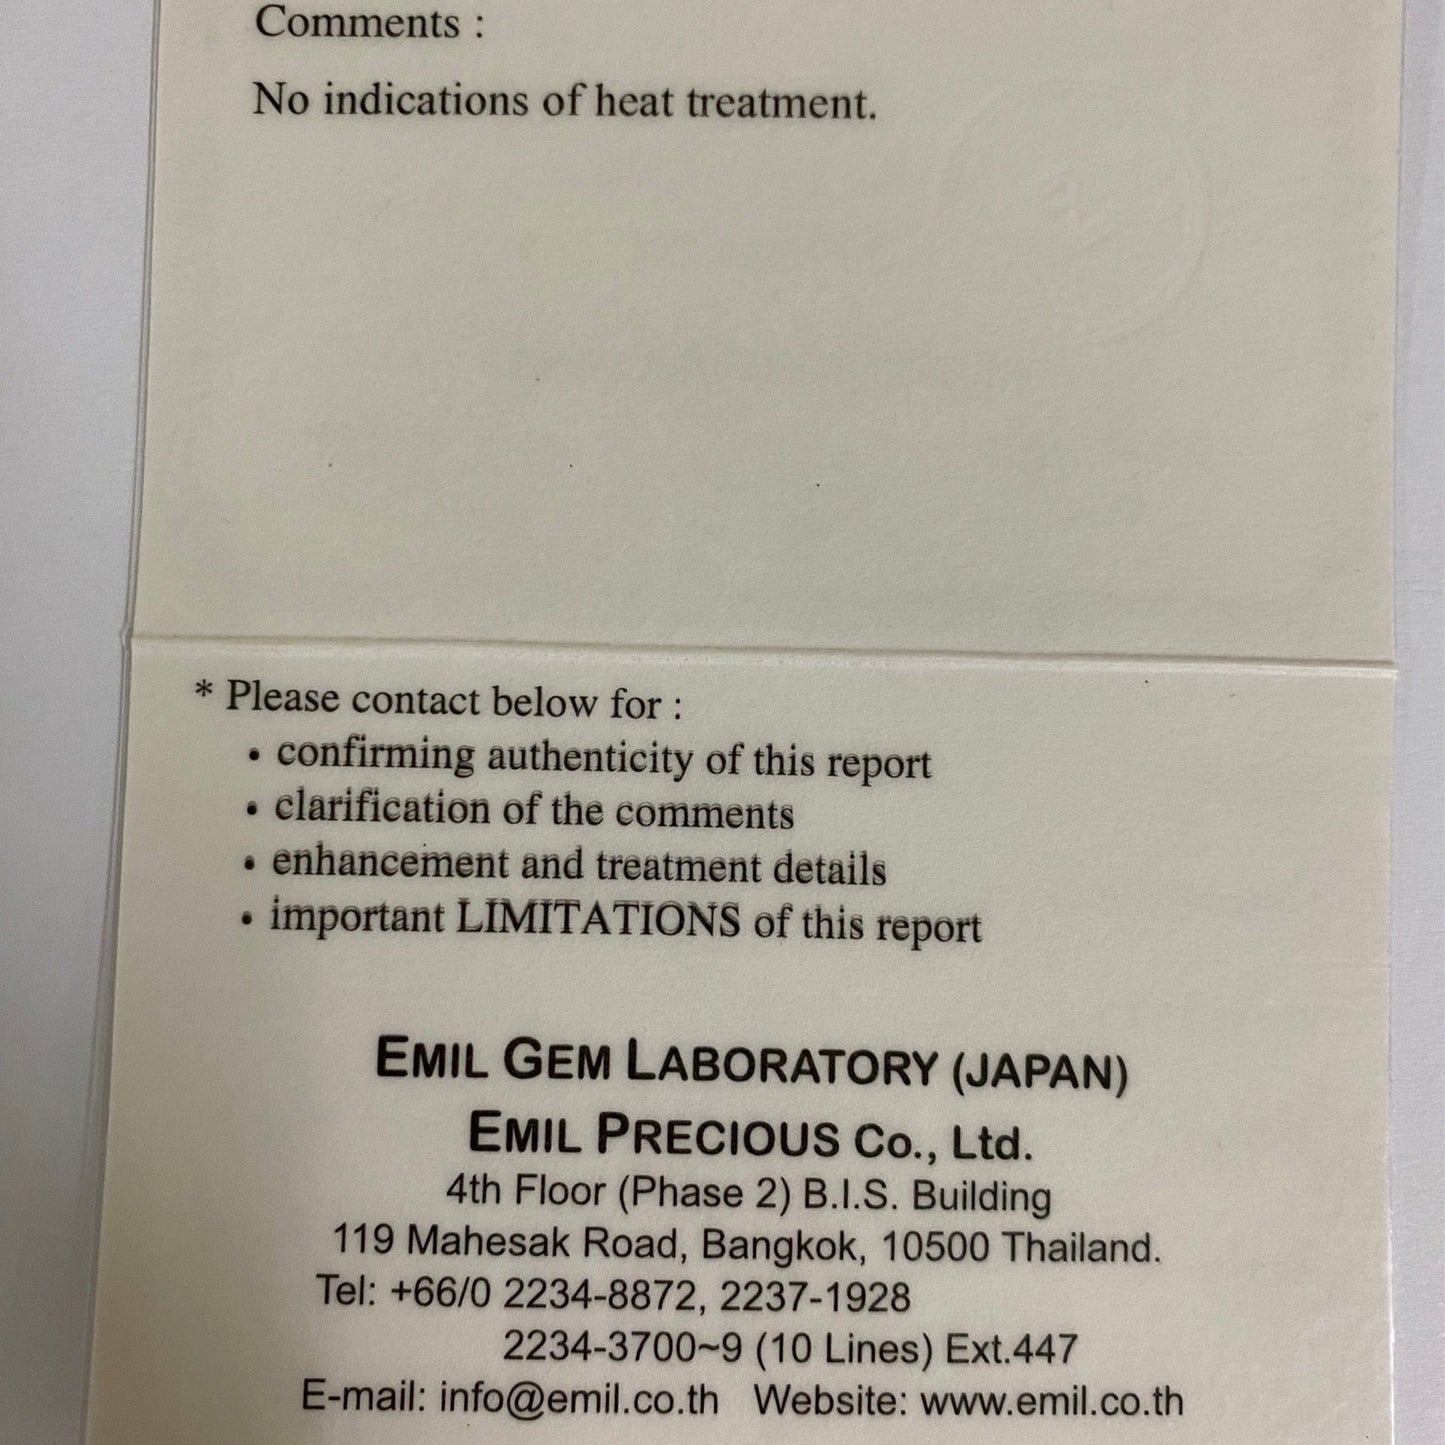 Comments :
No indications of heat treatment.
* Please contact below for :
• confirming authenticity of this report
• clarification of the comments
• enhancement and treatment details
• important LIMITATIONS of this report
EMIL GEM LABORATORY (JAPAN)
EMIL PRECIOUS Co., Ltd.
4th Floor (Phase 2) B.I.S. Building
119 Mahesak Road, Bangkok, 10500 Thailand.
Tel: +66/0 2234-8872, 2237-1928
2234-3700~9 (10 Lines) Ext.447
E-mail: info@emil.co.th Website: www.emil.co.th